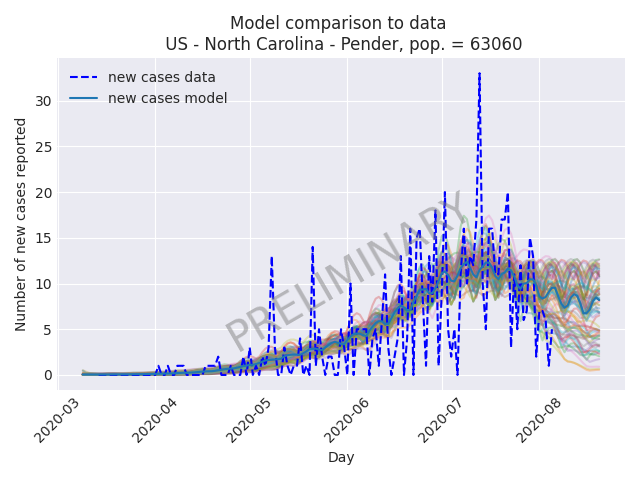 Model comparison to data
US - North Carolina - Pender, pop. = 63060
new cases data
new cases model
PRELIMINARY
Number of new cases reported
30
25
20
15
10
5
0
2020-03
2020-04
2020-05
2020-06
2020-07
2020-08
Day